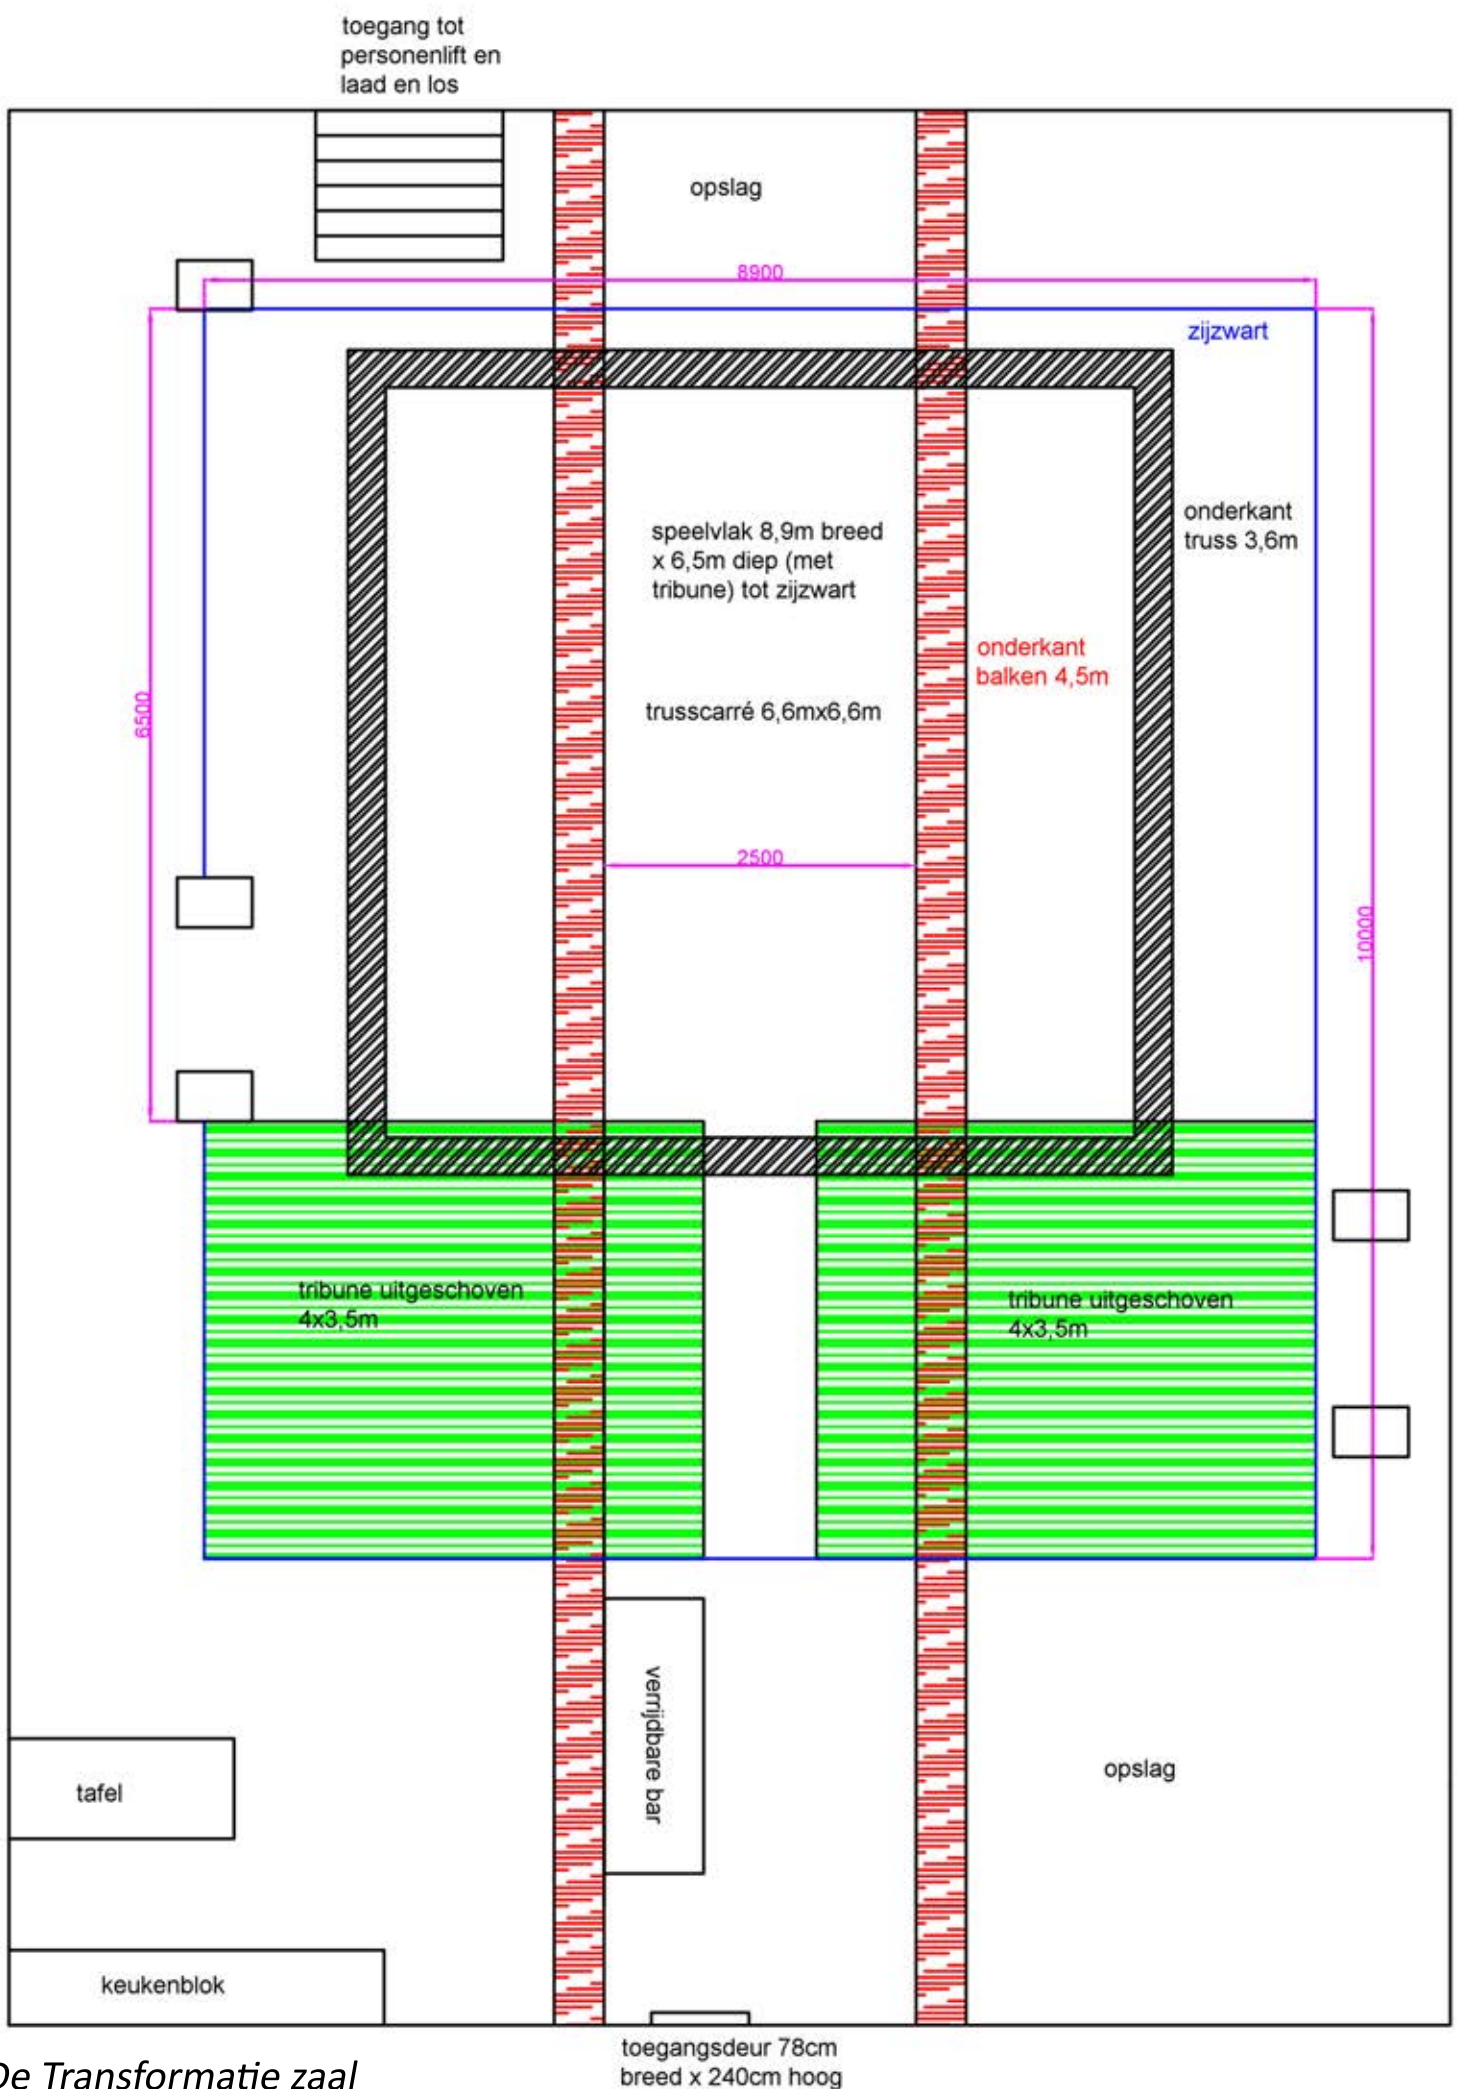 toegang tot
personenlift en
laad en los
opslag
8900
zijzwart
onderkant
truss 3,6m
speelvlak 8,9m breed
x 6,5m diep (met
tribune) tot zijzwart
onderkant
balken 4,5m
6500
trusscarré 6,6mx6,6m
2500
10000
tribune uitgeschoven
4x3,5m
tribune uitgeschoven
4x3,5m
verrijdbare bar
opslag
tafel
keukenblok
toegangsdeur 78cm
breed x 240cm hoog
De Transformatie zaal